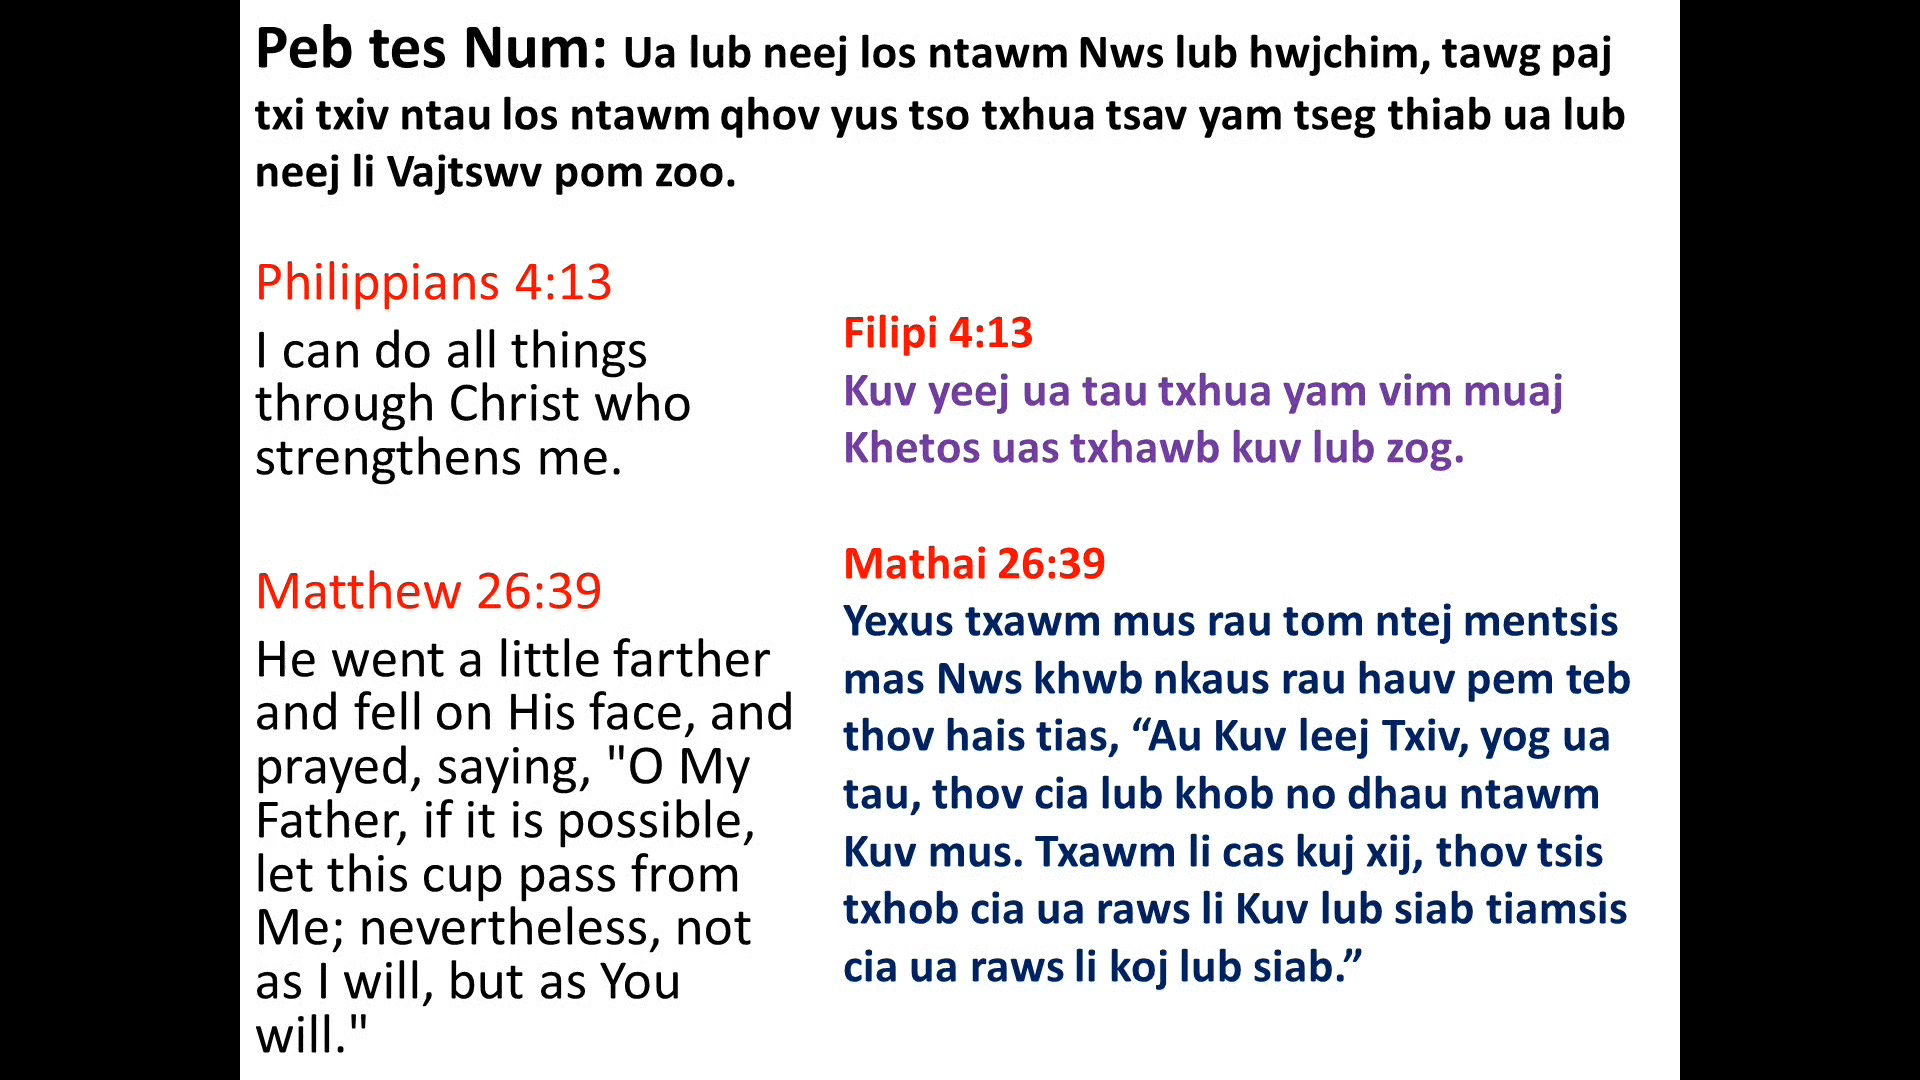 Peb tes Num: Ua lub neej los ntawm Nws lub hwjchim, tawg paj
txi txiv ntau los ntawm qhov yus tso txhua tsav yam tseg thiab ua lub
neej li Vajtswv pom zoo.
Philippians 4:13
I can do all things
through Christ who
strengthens me.
Matthew 26:39
He went a little farther
and fell on His face, and
prayed, saying, "O My
Father, if it is possible,
let this cup pass from
Me; nevertheless, not
as I will, but as You
will."
Filipi 4:13
Kuv yeej ua tau txhua yam vim muaj
Khetos uas txhawb kuv lub zog.
Mathai 26:39
Yexus txawm mus rau tom ntej mentsis
mas Nws khwb nkaus rau hauv pem teb
thov hais tias, “Au Kuv leej Txiv, yog ua
tau, thov cia lub khob no dhau ntawm
Kuv mus. Txawm li cas kuj xij, thov tsis
txhob cia ua raws li Kuv lub siab tiamsis
cia ua raws li koj lub siab.”